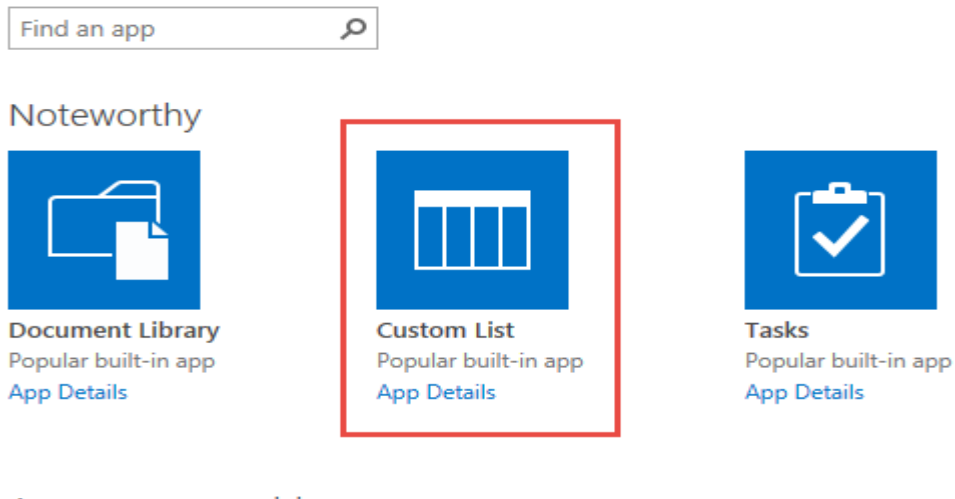 Find an app
Noteworthy
Document Library
Popular built-in app
App Details
Custom List
Popular built-in app
App Details
Tasks
Popular built-in app
App Details